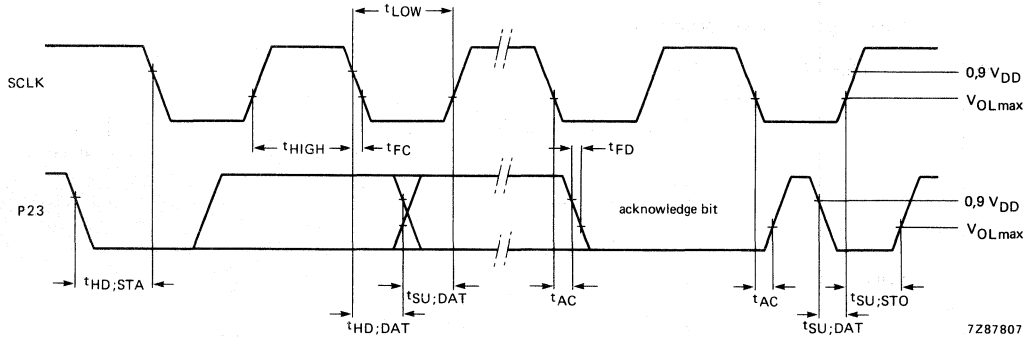 tLOW
SCLK
0,9 VDD
VOLmax
tHIGH
tFC
tFD
P23
acknowledge bit
0,9 VDD
VOLmax
tHD;STA
tSU;DAT
tAC
tAC
tSU;STO
tHD;DAT
tSU;DAT
7Z87807